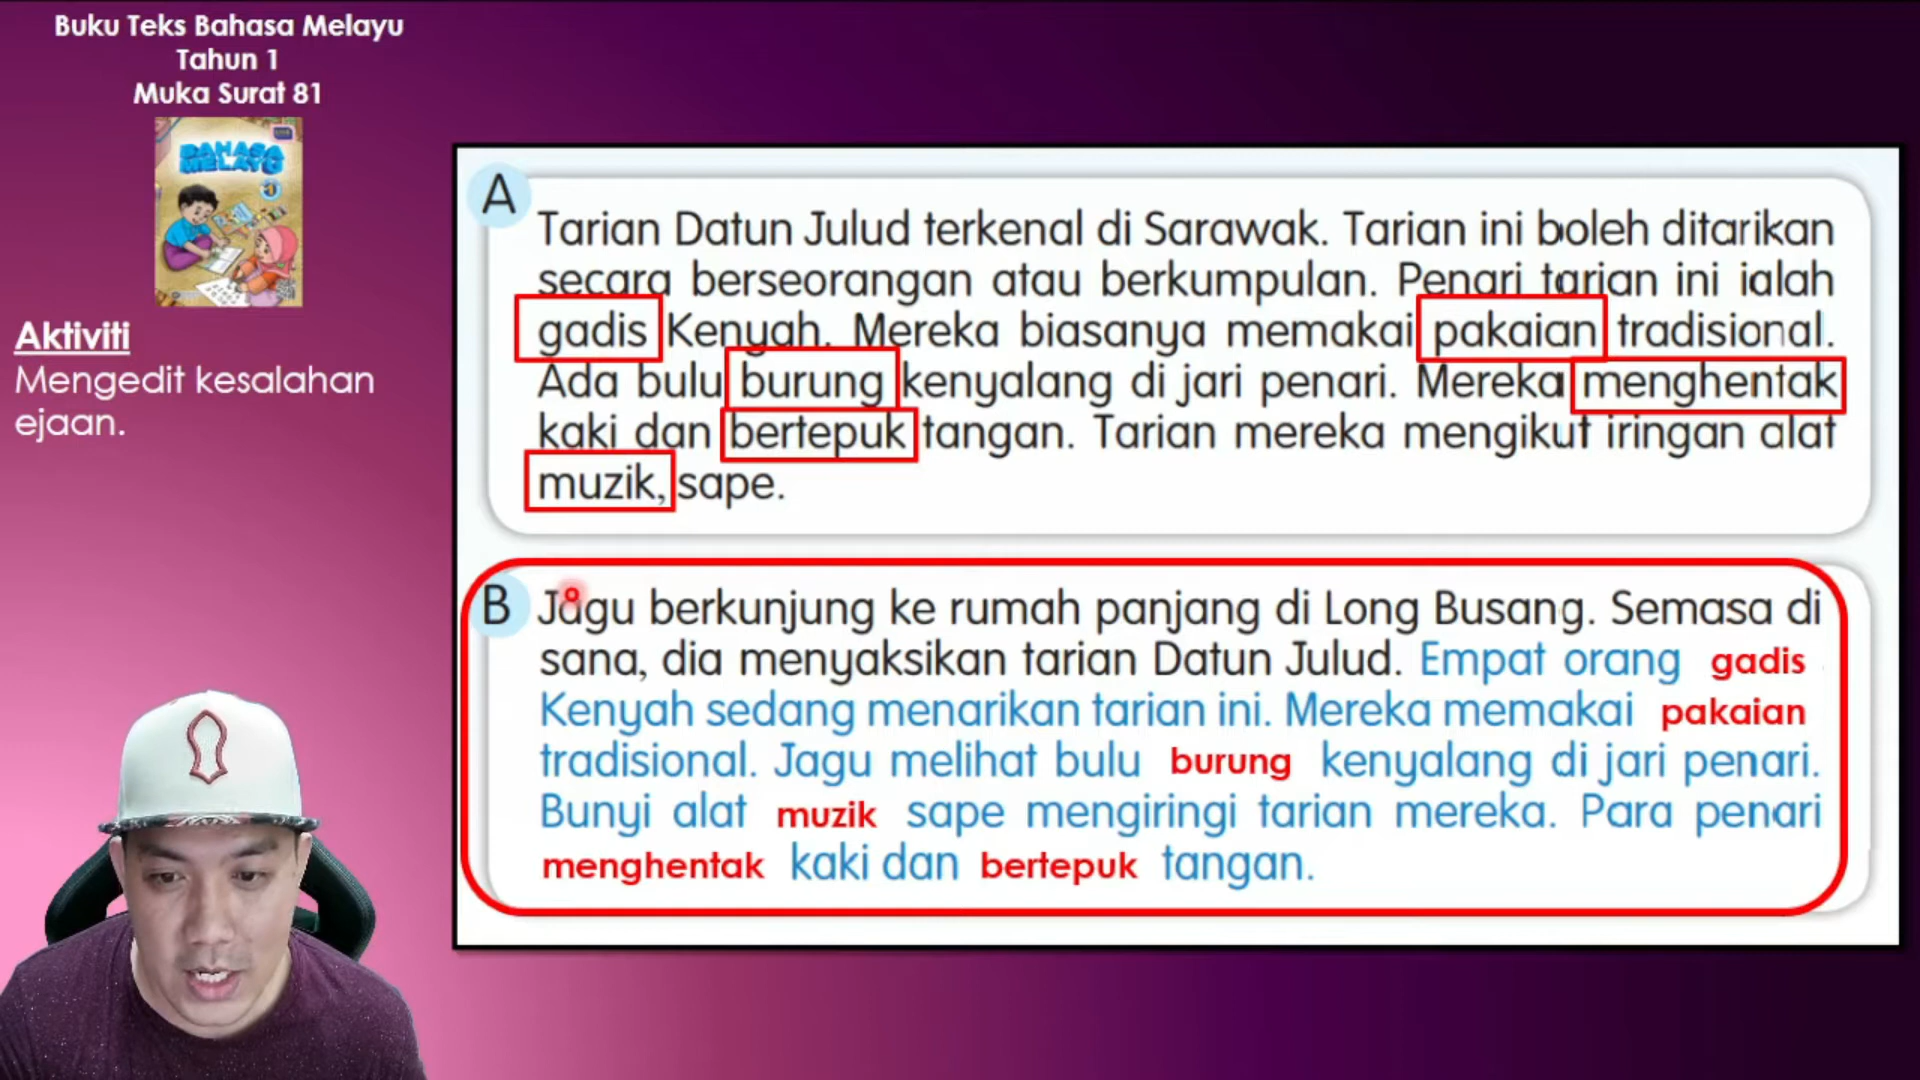 Buku Teks Bahasa Melayu
Tahun 1
Muka Surat 81
BAHASA
MELAYU
1
Aktiviti
Mengedit kesalahan
ejaan.
A
Tarian Datun Julud terkenal di Sarawak. Tarian ini boleh ditarikan
secara berseorangan atau berkumpulan. Penari tarian ini ialah
gadis Kenyah. Mereka biasanya memakai pakaian tradisional.
Ada bulu burung kenyalang di jari penari. Mereka menghentak
kaki dan bertepuk tangan. Tarian mereka mengikut iringan alat
muzik, sape.
B
Jagu berkunjung ke rumah panjang di Long Busang. Semasa di
sana, dia menyaksikan tarian Datun Julud. Empat orang gadis
Kenyah sedang menarikan tarian ini. Mereka memakai pakaian
tradisional. Jagu melihat bulu burung kenyalang di jari penari.
Bunyi alat muzik sape mengiringi tarian mereka. Para penari
menghentak kaki dan bertepuk tangan.